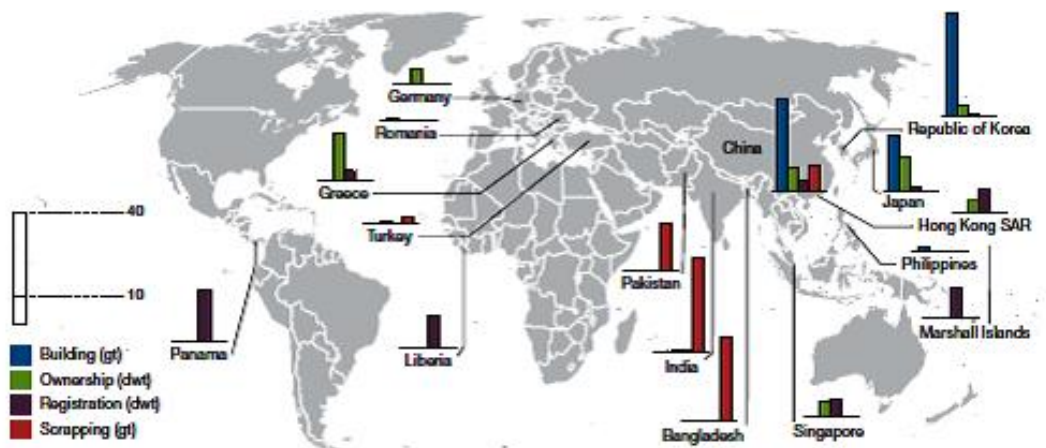 Germany
Romania
Greece
Turkey
China
Republic of Korea
Japan
Hong Kong SAR
Philippines
Marshall Islands
Pakistan
India
Bangladesh
Singapore
Panama
Liberia
40
10
Building (gt)
Ownership (dwt)
Registration (dwt)
Scrapping (gt)